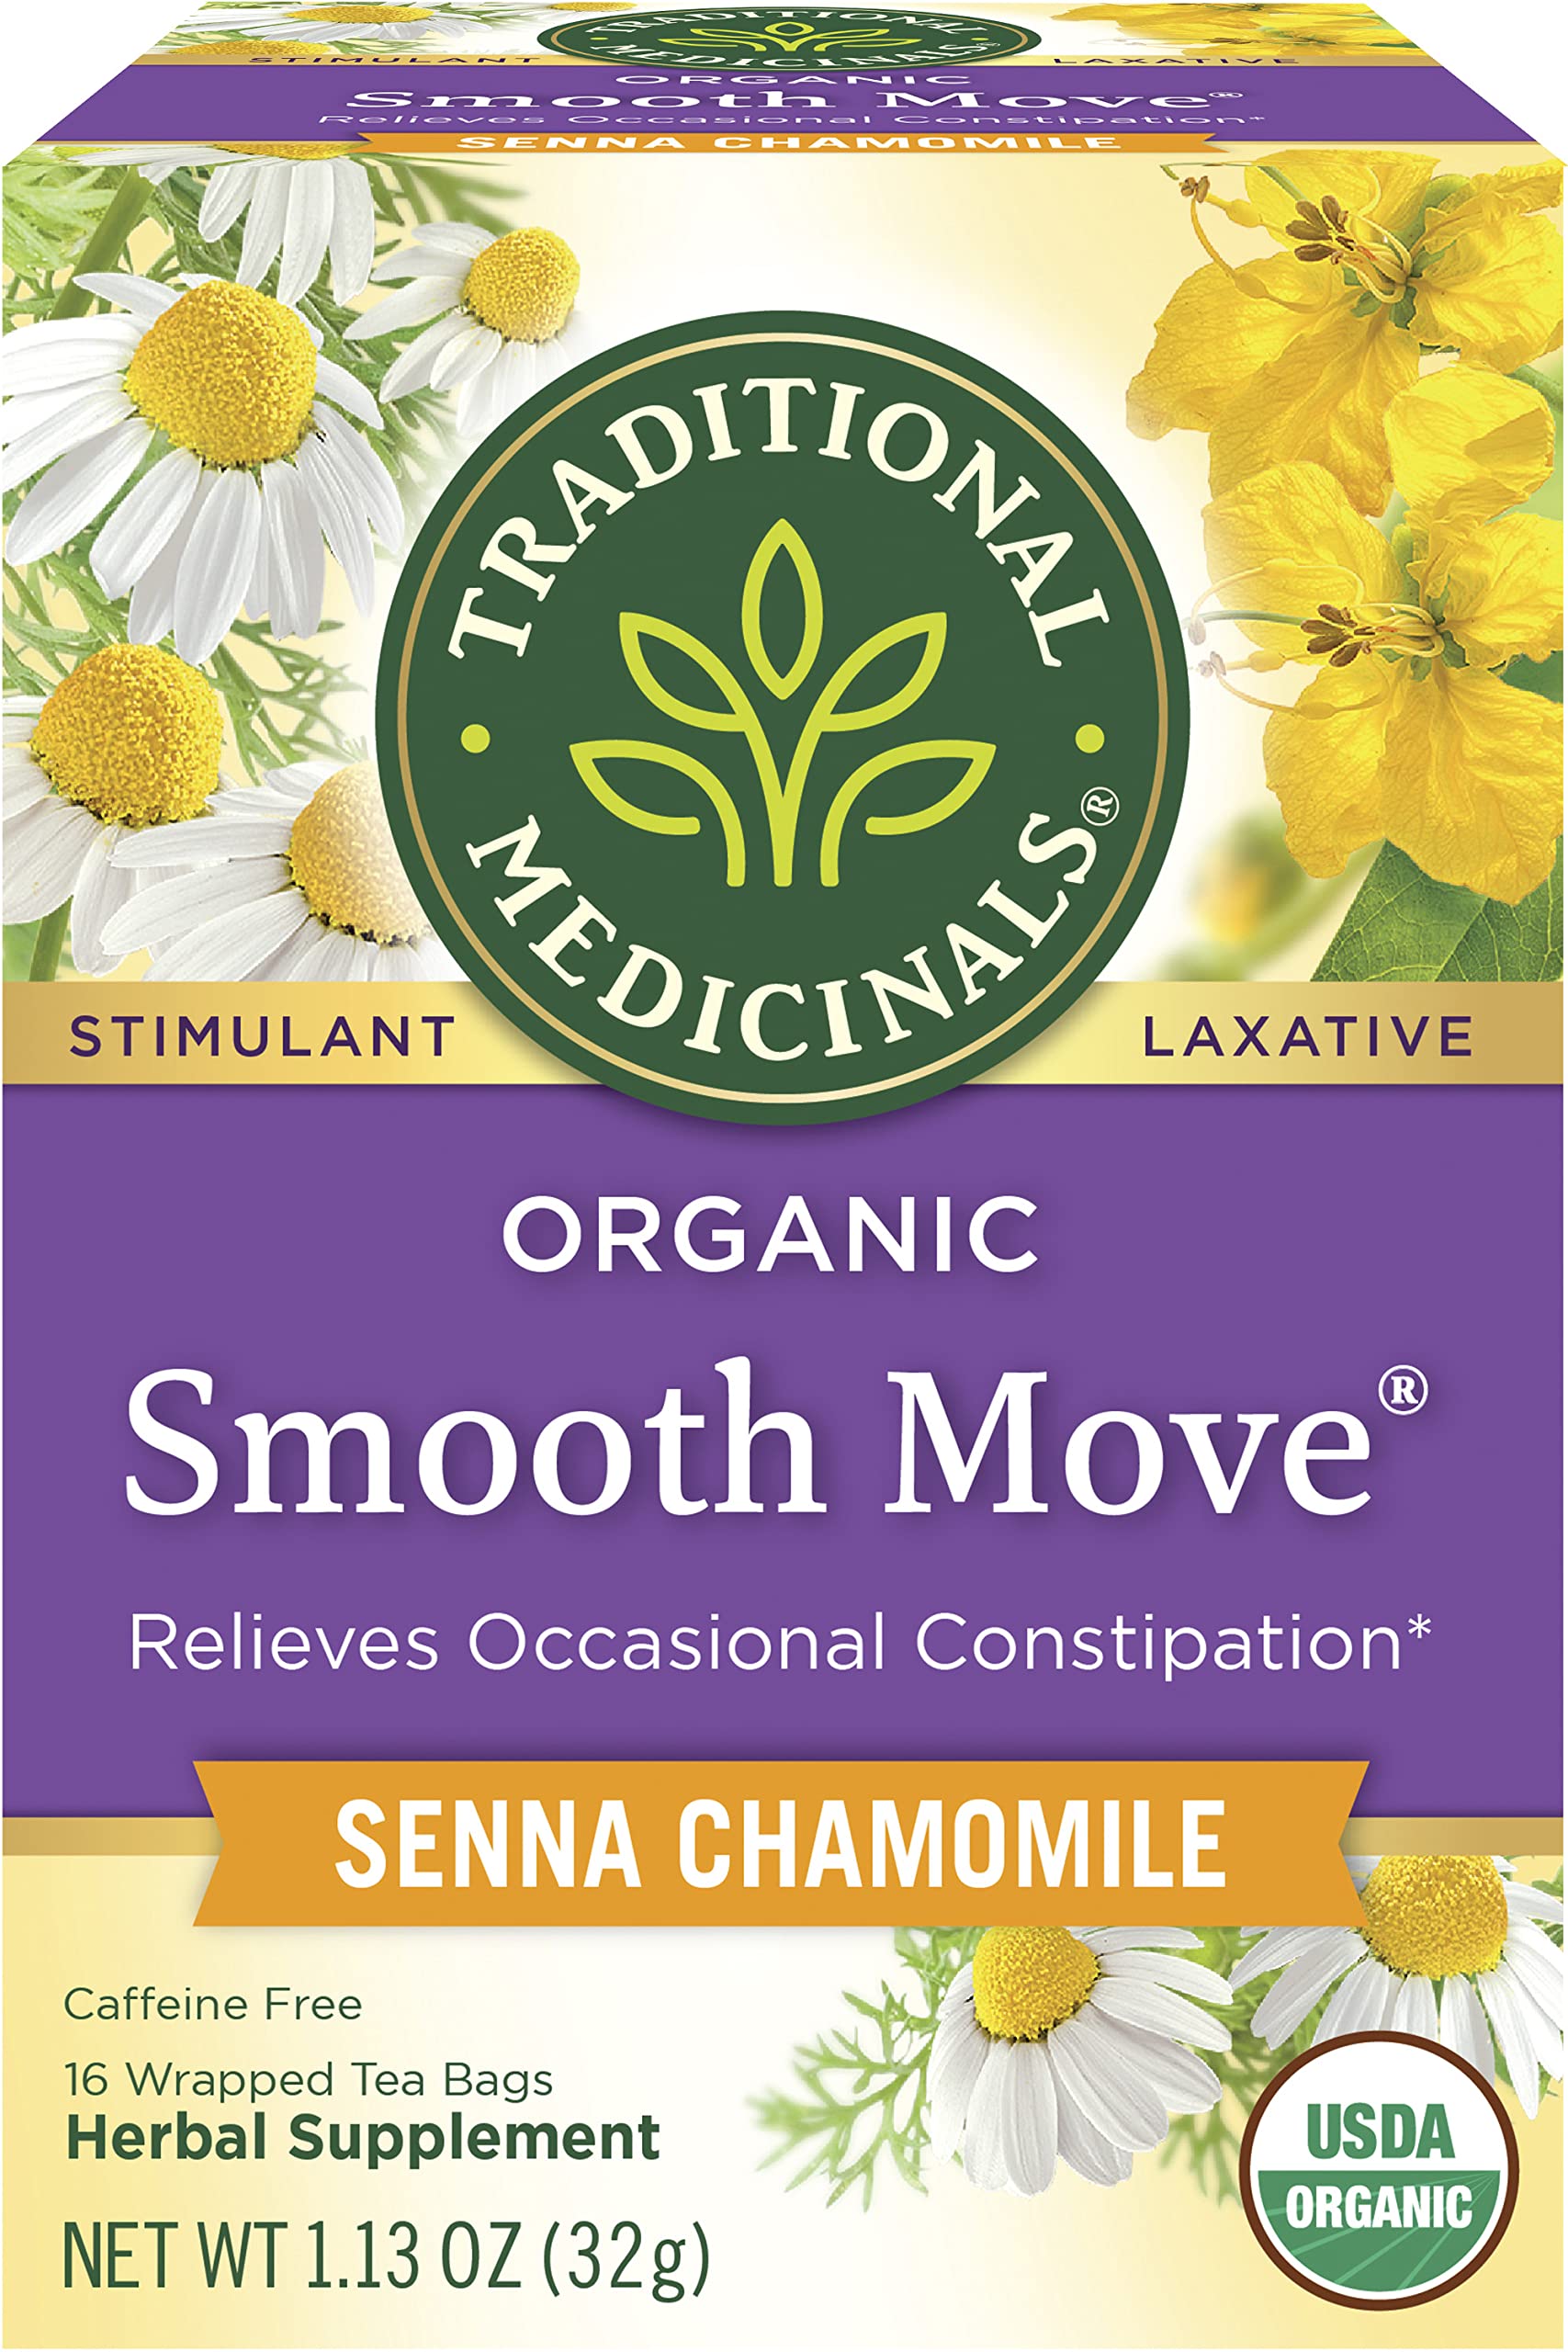 TRADITIONAL
MEDICINALS®
STIMULANT LAXATIVE
ORGANIC
Smooth Move®
Relieves Occasional Constipation*
SENNA CHAMOMILE
TRADITIONAL
MEDICINALS®
STIMULANT LAXATIVE
ORGANIC
Smooth Move®
Relieves Occasional Constipation*
SENNA CHAMOMILE
Caffeine Free
16 Wrapped Tea Bags
Herbal Supplement
NET WT 1.13 OZ (32g)
USDA
ORGANIC